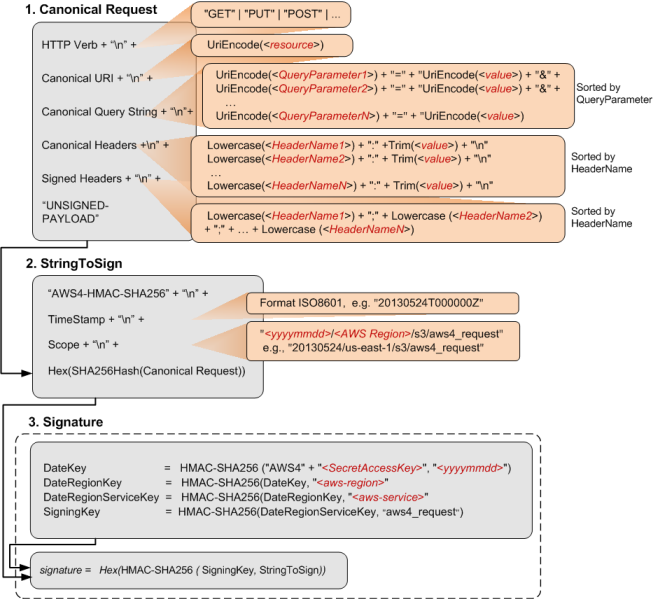 1. Canonical Request
"GET" | "PUT" | "POST" | ...
HTTP Verb + "\n" +
UriEncode(<resource>)
Canonical URI + "\n" +
UriEncode(<QueryParameter1>) + "=" + "UriEncode(<value>) + "&" +
UriEncode(<QueryParameter2>) + "=" + "UriEncode(<value>) + "&" +
…
UriEncode(<QueryParameterN>) + "=" + "UriEncode(<value>)
Sorted by
QueryParameter
Canonical Query String + "\n"+
Canonical Headers +\n" +
Lowercase(<HeaderName1>) + ":" +Trim(<value>) + "\n"
Lowercase(<HeaderName2>) + ":" + Trim(<value>) + "\n"
…
Lowercase(<HeaderNameN>) + ":" + Trim(<value>) + "\n"
Sorted by
HeaderName
Signed Headers + "\n" +
"UNSIGNED-
PAYLOAD"
Lowercase(<HeaderName1>) + ";" + Lowercase (<HeaderName2>)
+ ";" + … + Lowercase (<HeaderNameN>)
Sorted by
HeaderName
2. StringToSign
"AWS4-HMAC-SHA256" + "\n" +
Format ISO8601, e.g. "20130524T000000Z"
TimeStamp + "\n" +
"<yyyymmdd>/<AWS Region>/s3/aws4_request"
e.g., "20130524/us-east-1/s3/aws4_request"
Scope + "\n" +
Hex(SHA256Hash(Canonical Request))
3. Signature
DateKey = HMAC-SHA256 ("AWS4" + "<SecretAccessKey>", "<yyyymmdd>")
DateRegionKey = HMAC-SHA256(DateKey, "<aws-region>"
DateRegionServiceKey = HMAC-SHA256(DateRegionKey, "<aws-service>"
SigningKey = HMAC-SHA256(DateRegionServiceKey, "aws4_request")
signature = Hex(HMAC-SHA256 ( SigningKey, StringToSign))